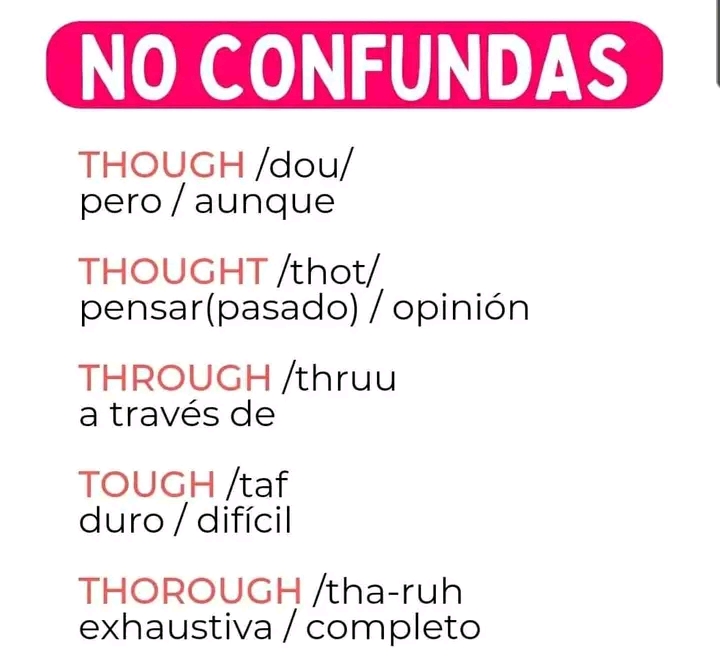 NO CONFUNDAS
THOUGH /dou/
pero / aunque
THOUGHT /thot/
pensar(pasado) / opinión
THROUGH /thruu
a través de
TOUGH /taf
duro / difícil
THOROUGH /tha-ruh
exhaustiva / completo